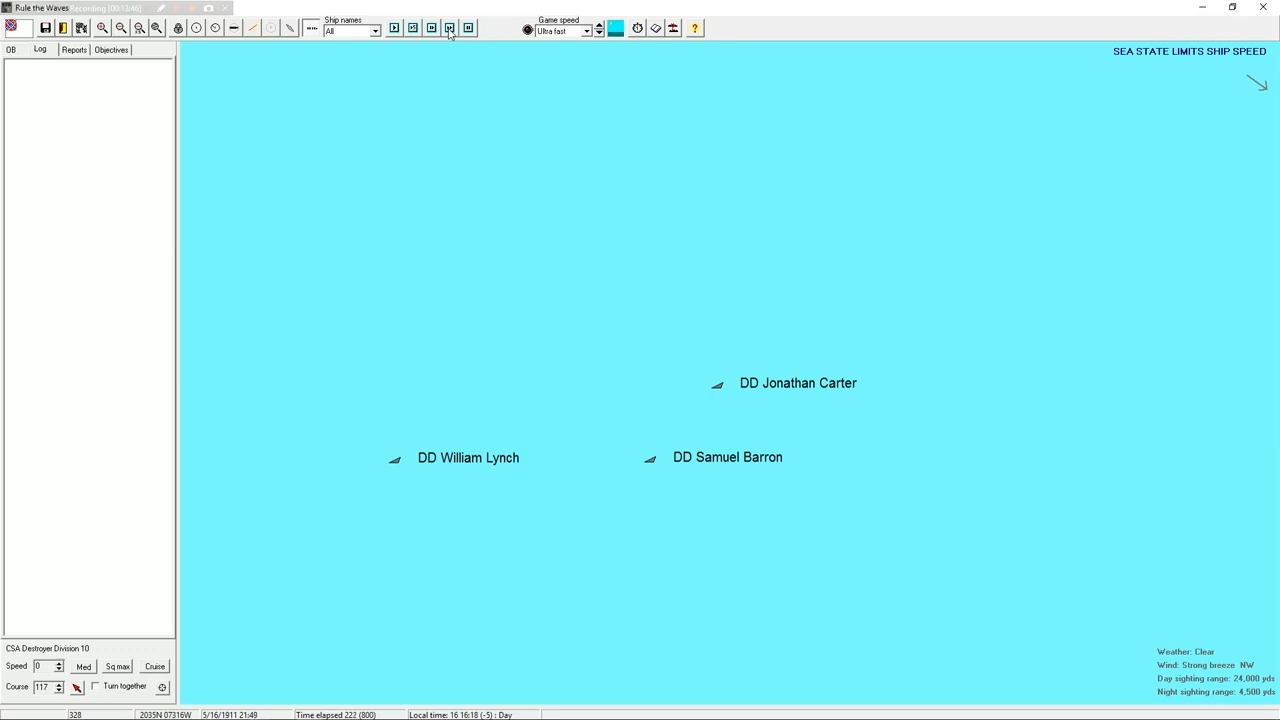 Rule the Waves
Recording [00:13:46]
Ship names
All
Game speed
Ultra fast
?
OB
Log
Reports
Objectives
SEA STATE LIMITS SHIP SPEED
DD Jonathan Carter
DD William Lynch
DD Samuel Barron
CSA Destroyer Division 10
Speed 0 Med Sq max Cruise
Course 117 Turn together
Weather: Clear
Wind: Strong breeze NW
Day sighting range: 24,000 yds
Night sighting range: 4,500 yds
328 2035N 07316W 5/16/1911 21:49 Time elapsed 222 (800) Local time: 16 16:18 (-5) : Day